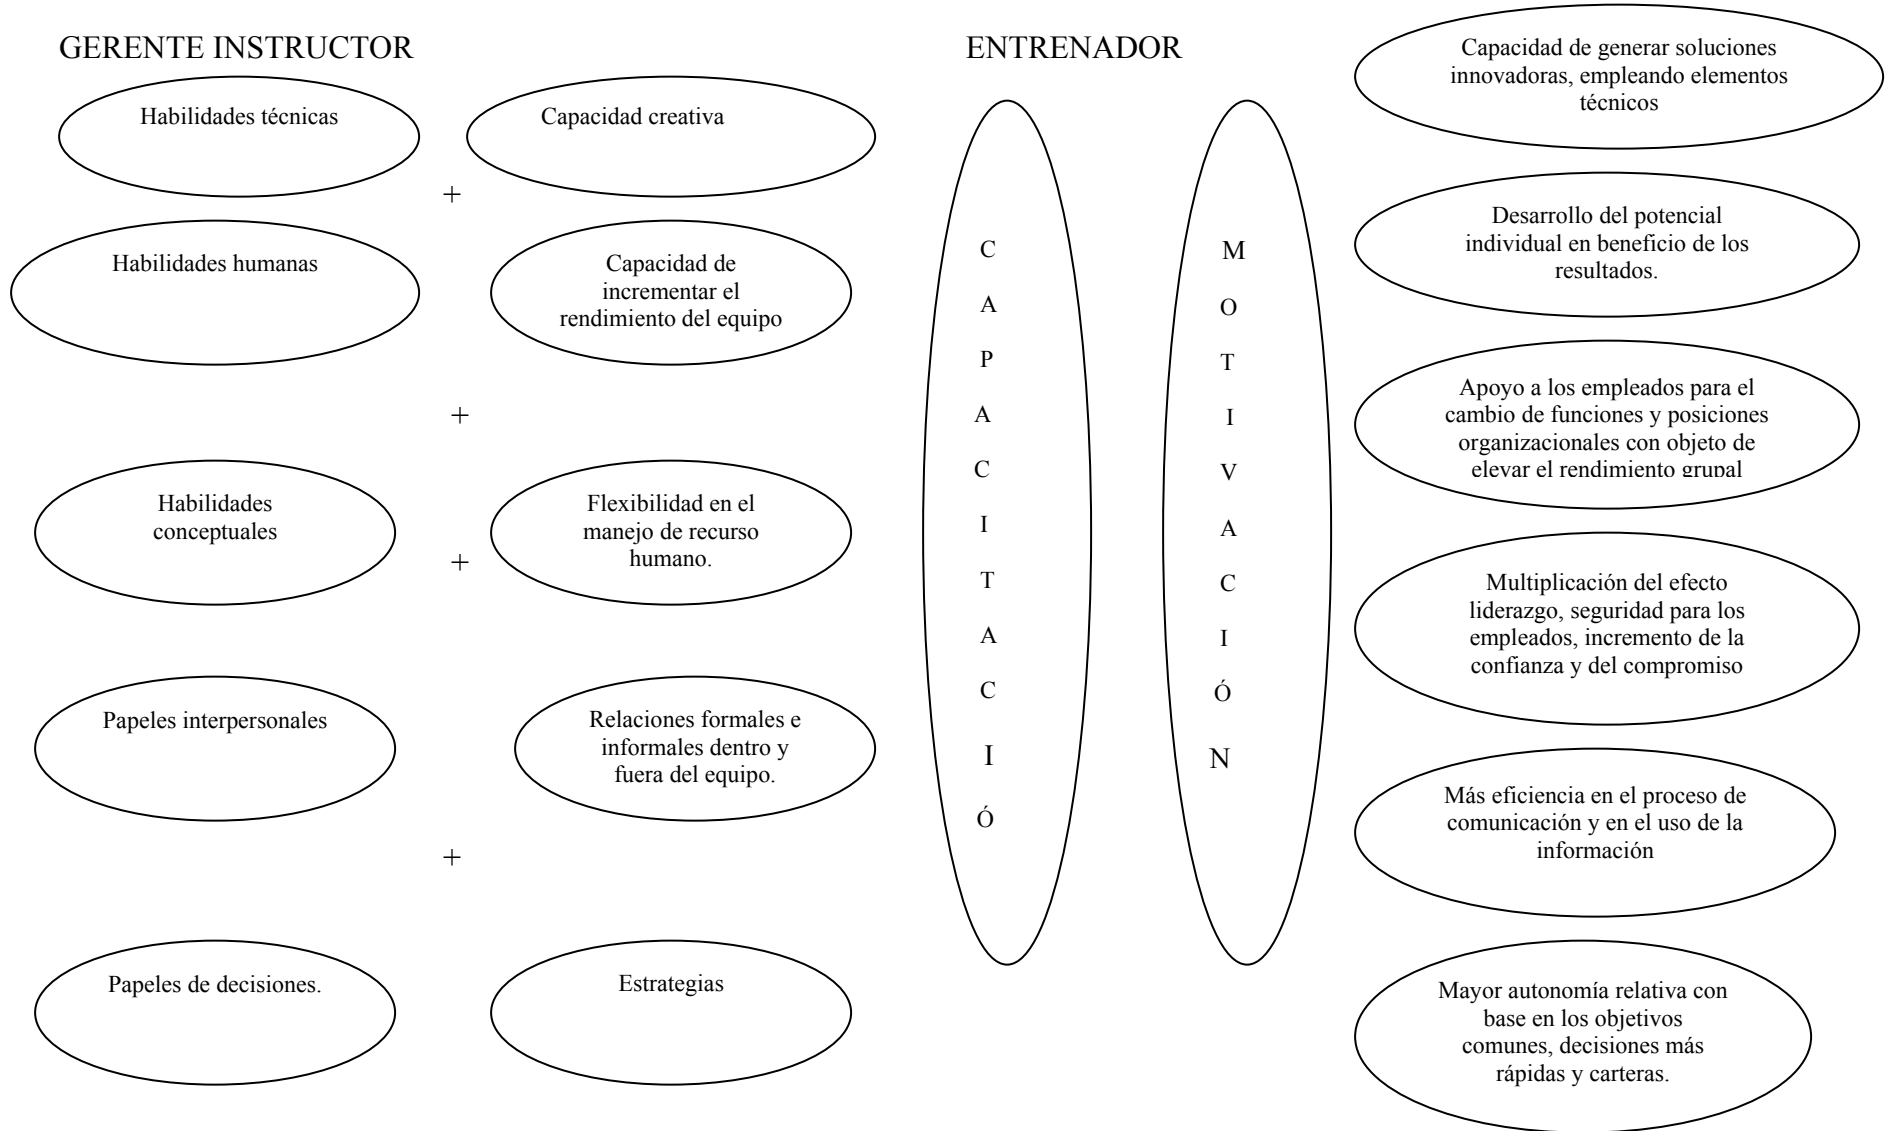 GERENTE INSTRUCTOR
ENTRENADOR
Habilidades técnicas
+
Capacidad creativa
Habilidades humanas
Capacidad de
incrementar el
rendimiento del equipo
+
Habilidades
conceptuales
+
Flexibilidad en el
manejo de recurso
humano.
Papeles interpersonales
Relaciones formales e
informales dentro y
fuera del equipo.
+
Papeles de decisiones.
Estrategias
C
A
P
A
C
I
T
A
C
I
Ó
M
O
T
I
V
A
C
I
Ó
N
Capacidad de generar soluciones
innovadoras, empleando elementos
técnicos
Desarrollo del potencial
individual en beneficio de los
resultados.
Apoyo a los empleados para el
cambio de funciones y posiciones
organizacionales con objeto de
elevar el rendimiento grupal
Multiplicación del efecto
liderazgo, seguridad para los
empleados, incremento de la
confianza y del compromiso
Más eficiencia en el proceso de
comunicación y en el uso de la
información
Mayor autonomía relativa con
base en los objetivos
comunes, decisiones más
rápidas y carteras.